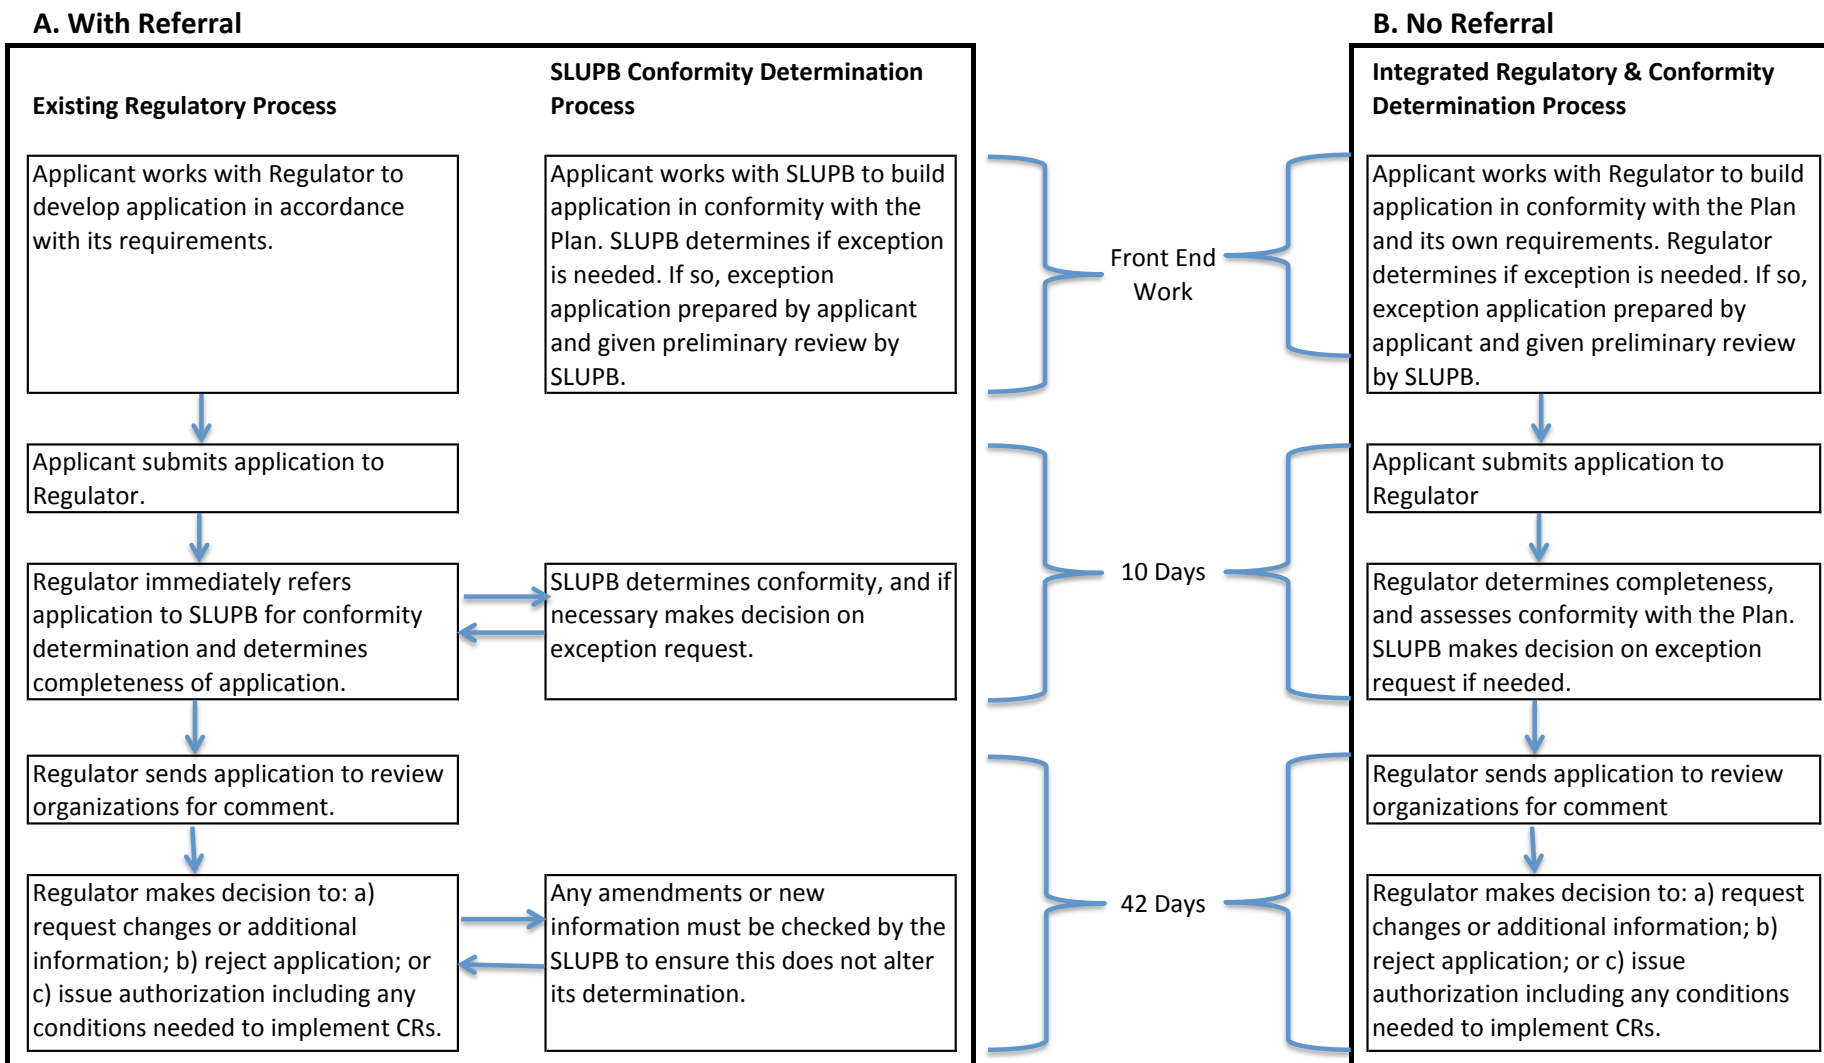 A. With Referral
Existing Regulatory Process
Applicant works with Regulator to
develop application in accordance
with its requirements.
Applicant submits application to
Regulator.
Regulator immediately refers
application to SLUPB for conformity
determination and determines
completeness of application.
Regulator sends application to review
organizations for comment.
Regulator makes decision to: a)
request changes or additional
information; b) reject application; or
c) issue authorization including any
conditions needed to implement CRs.
SLUPB Conformity Determination
Process
Applicant works with SLUPB to build
application in conformity with the
Plan. SLUPB determines if exception
is needed. If so, exception
application prepared by applicant
and given preliminary review by
SLUPB.
SLUPB determines conformity, and if
necessary makes decision on
exception request.
Any amendments or new
information must be checked by the
SLUPB to ensure this does not alter
its determination.
Front End
Work
10 Days
42 Days
B. No Referral
Integrated Regulatory & Conformity
Determination Process
Applicant works with Regulator to build
application in conformity with the Plan
and its own requirements. Regulator
determines if exception is needed. If so,
exception application prepared by
applicant and given preliminary review
by SLUPB.
Applicant submits application to
Regulator
Regulator determines completeness,
and assesses conformity with the Plan.
SLUPB makes decision on exception
request if needed.
Regulator sends application to review
organizations for comment
Regulator makes decision to: a) request
changes or additional information; b)
reject application; or c) issue
authorization including any conditions
needed to implement CRs.